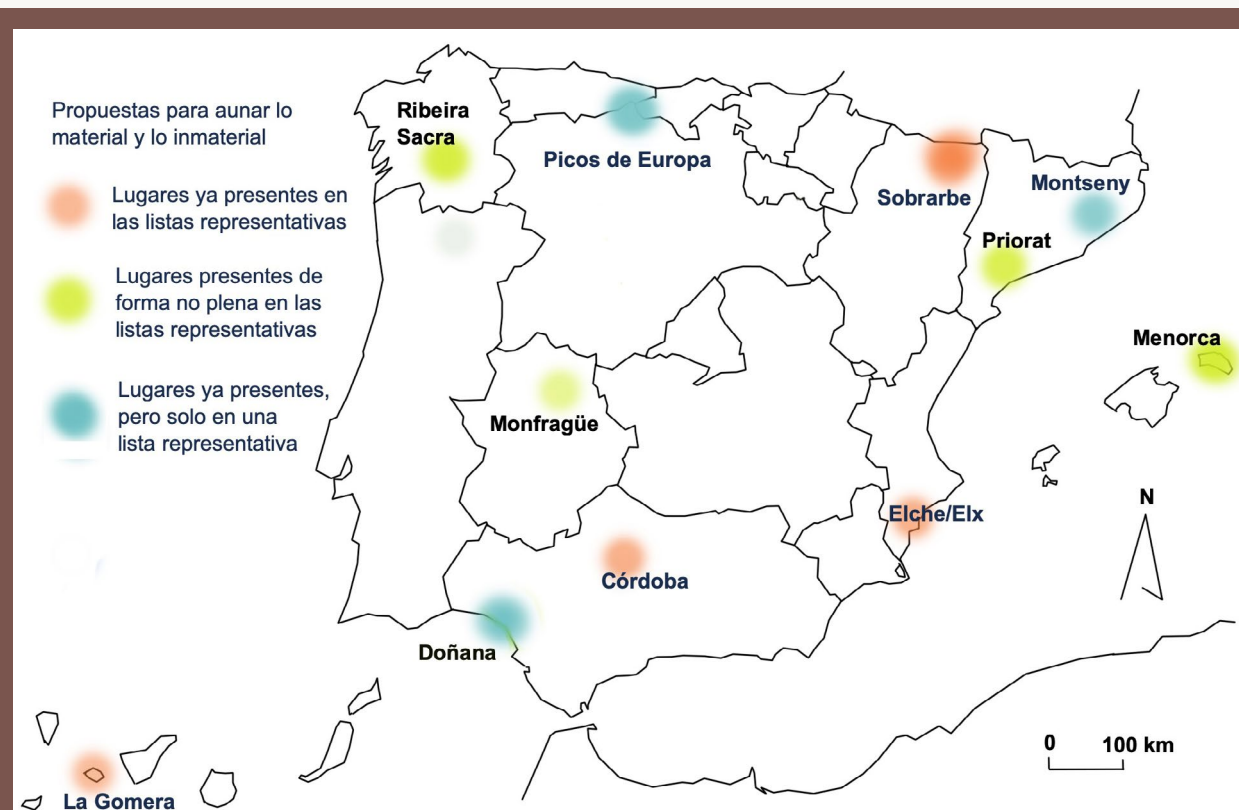 Propuestas para aunar lo
material y lo inmaterial
Lugares ya presentes en
las listas representativas
Lugares presentes de
forma no plena en las
listas representativas
Lugares ya presentes,
pero solo en una
lista representativa
Ribeira
Sacra
Picos de Europa
Sobrarbe
Montseny
Priorat
Menorca
Monfragüe
Elche/Elx
Córdoba
Doñana
La Gomera
N
0 100 km